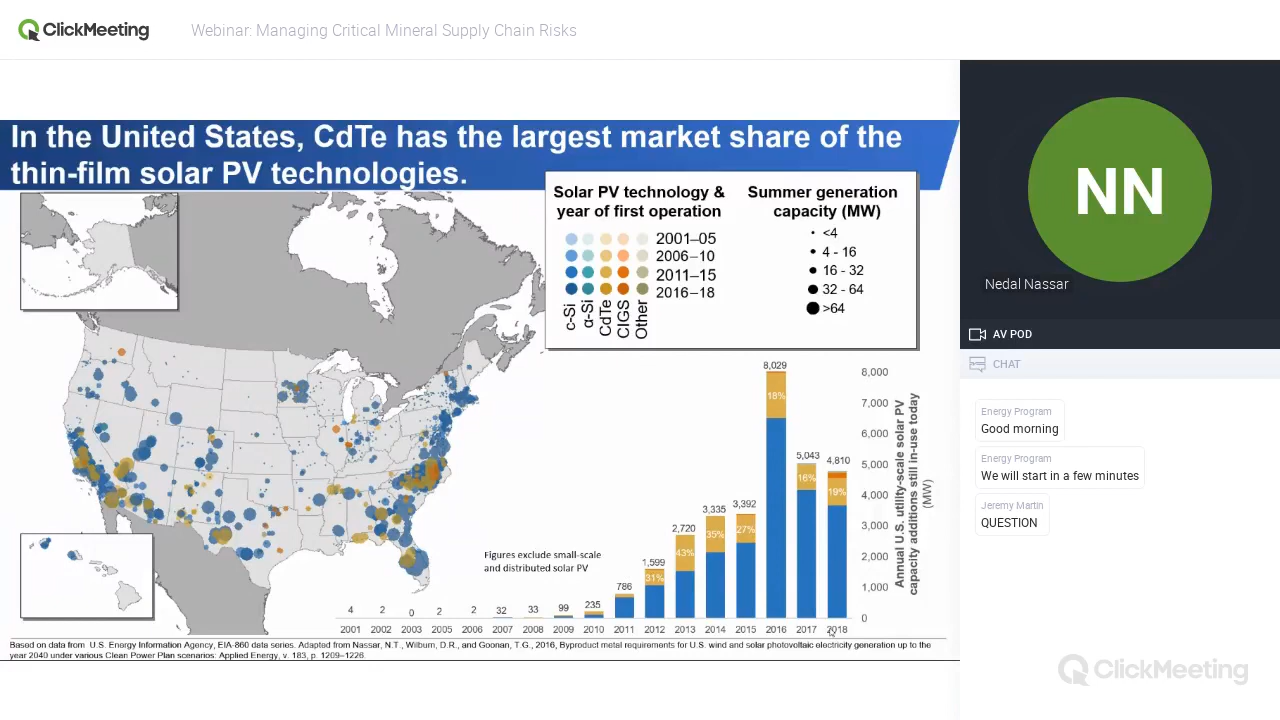 ClickMeeting
Webinar: Managing Critical Mineral Supply Chain Risks
In the United States, CdTe has the largest market share of the
thin-film solar PV technologies.
Solar PV technology &
year of first operation
2001–05
2006–10
2011–15
2016–18
c-Si
α-Si
CdTe
CIGS
Other
Summer generation
capacity (MW)
<4
4 - 16
16 - 32
32 - 64
>64
Figures exclude small-scale
and distributed solar PV
4
2
0
2
2
32
33
99
235
786
1,599
2,720
3,335
3,392
8,029
5,043
4,810
31%
43%
35%
27%
18%
16%
19%
8,000
7,000
6,000
5,000
4,000
3,000
2,000
1,000
0
Annual U.S. utility-scale solar PV
capacity additions still in-use today
(MW)
2001 2002 2003 2005 2006 2007 2008 2009 2010 2011 2012 2013 2014 2015 2016 2017 2018
Based on data from U.S. Energy Information Agency, EIA-860 data series. Adapted from Nassar, N.T., Wilburn, D.R., and Goonan, T.G., 2016, Byproduct metal requirements for U.S. wind and solar photovoltaic electricity generation up to the
year 2040 under various Clean Power Plan scenarios: Applied Energy, v. 183, p. 1209–1226.
NN
Nedal Nassar
AV POD
CHAT
Energy Program
Good morning
Energy Program
We will start in a few minutes
Jeremy Martin
QUESTION
ClickMeeting